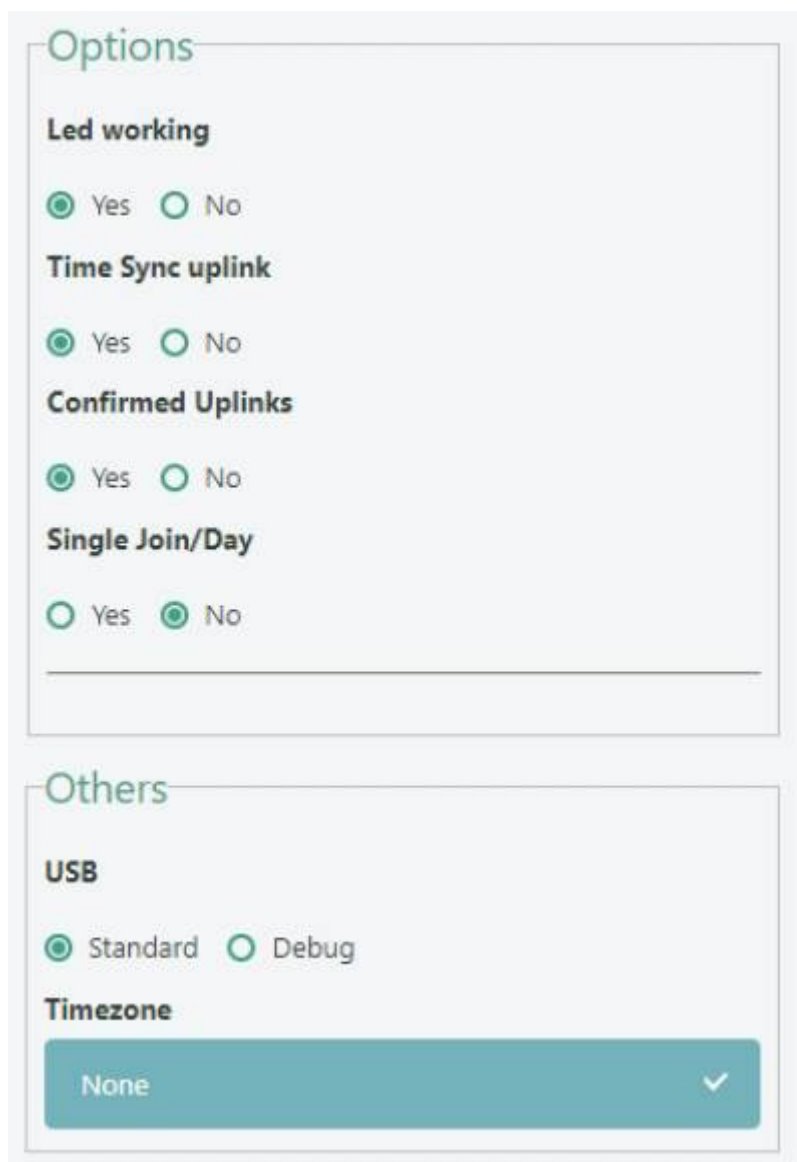 Options
Led working
Yes No
Time Sync uplink
Yes No
Confirmed Uplinks
Yes No
Single Join/Day
Yes No
Others
USB
Standard Debug
Timezone
None